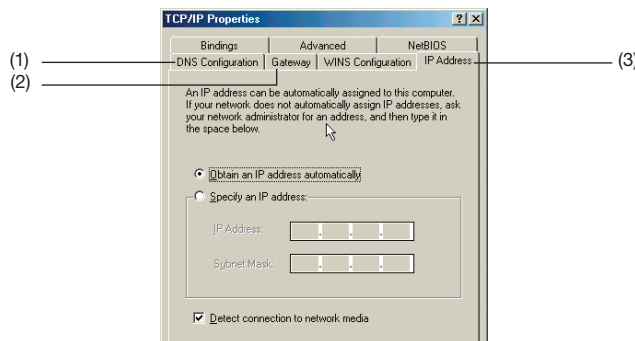 TCP/IP Properties
Bindings Advanced NetBIOS
(1) DNS Configuration Gateway WINS Configuration IP Address (3)
(2)
An IP address can be automatically assigned to this computer.
If your network does not automatically assign IP addresses, ask
your network administrator for an address, and then type it in
the space below.
Obtain an IP address automatically
Specify an IP address:
IP Address:
Subnet Mask:
Detect connection to network media